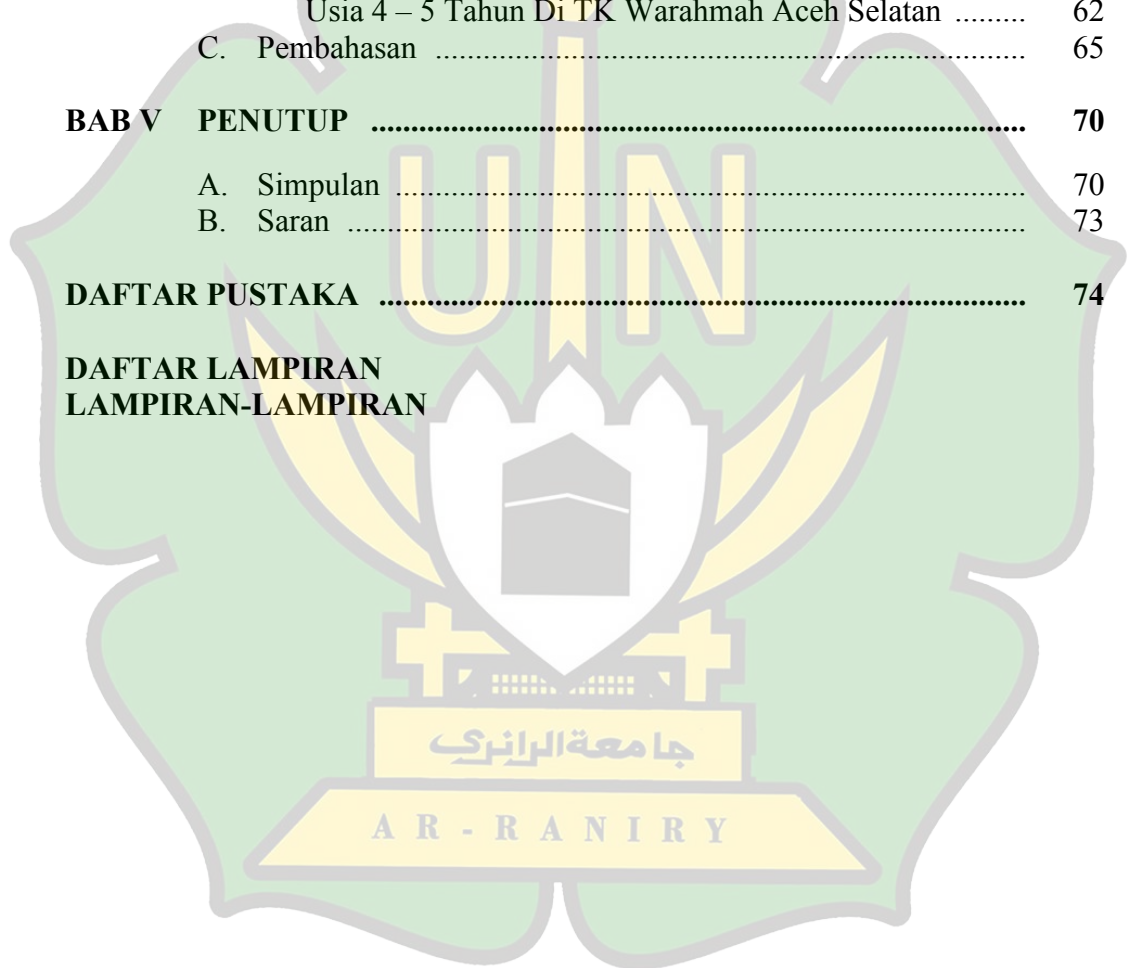 Usia 4 – 5 Tahun Di TK Warahmah Aceh Selatan ......... 62
C. Pembahasan ........................................................................ 65
BAB V PENUTUP ................................................................................. 70
A. Simpulan ............................................................................. 70
B. Saran ................................................................................... 73
DAFTAR PUSTAKA ................................................................................ 74
DAFTAR LAMPIRAN
LAMPIRAN-LAMPIRAN
UIN
جامعةالرانري
AR-RANIRY